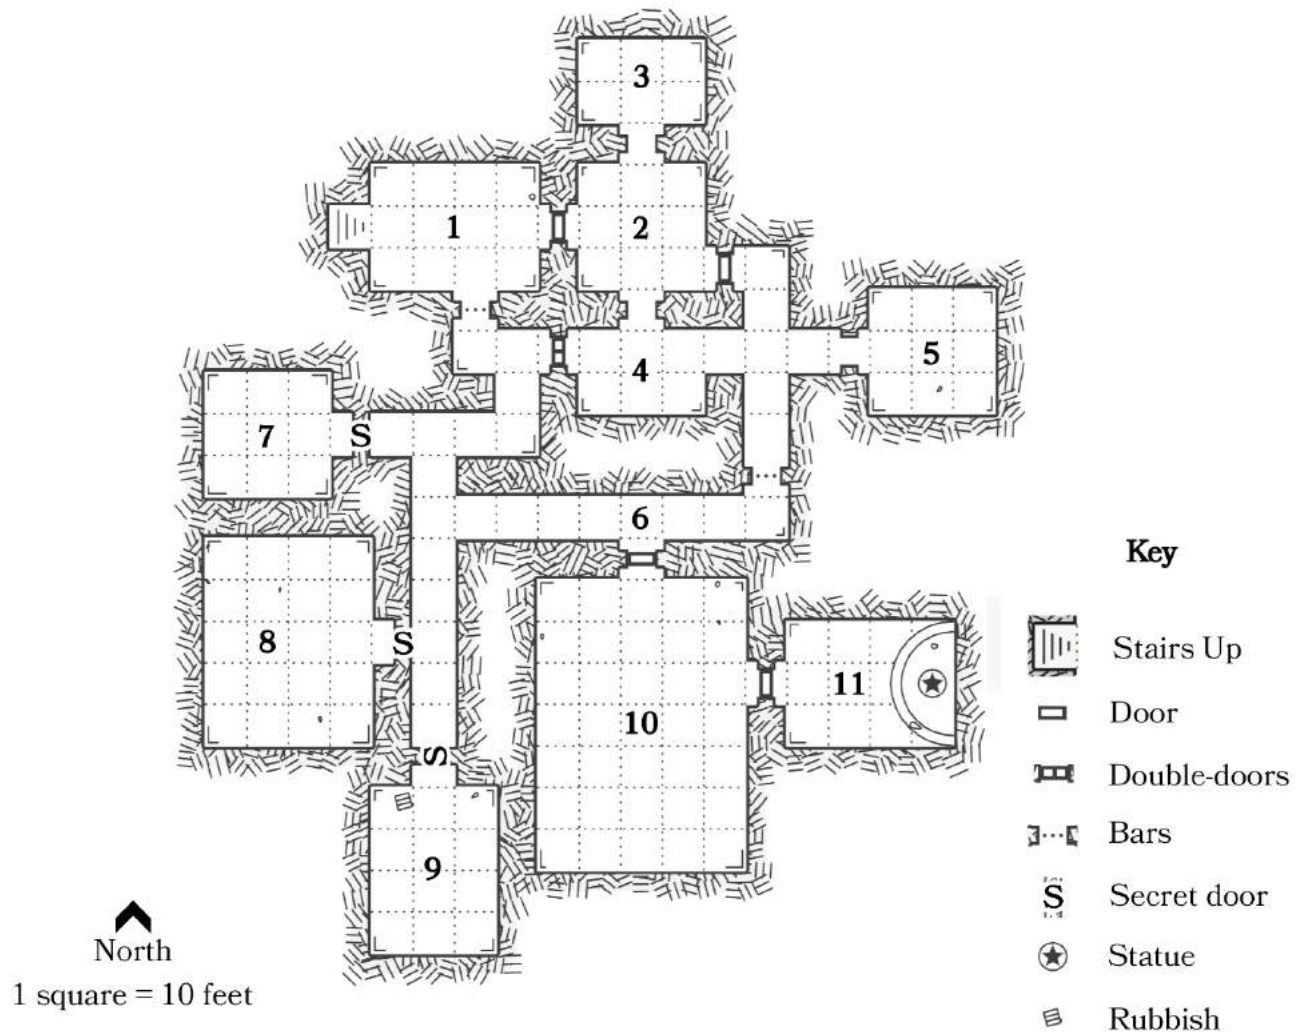 3
1
2
4
5
7
6
8
10
11
9
S
S
S
Key
Stairs Up
Door
Double-doors
Bars
S Secret door
Statue
Rubbish
North
1 square = 10 feet